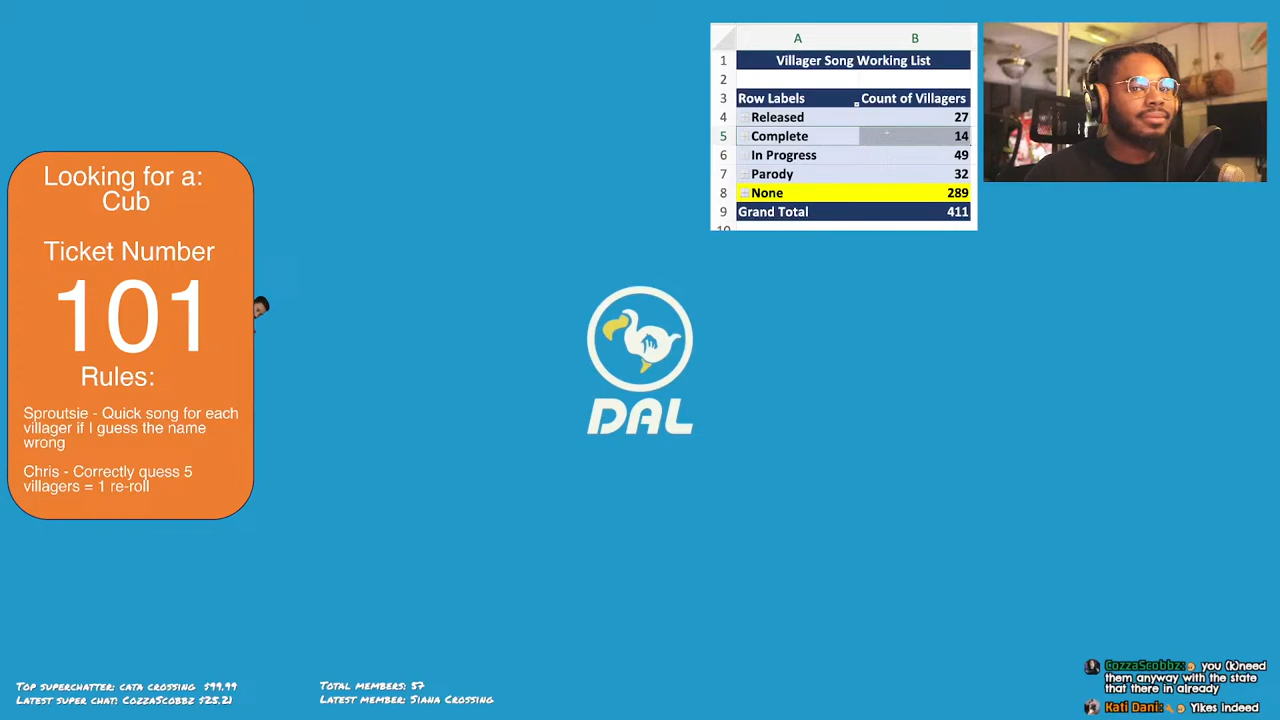 A B
1 Villager Song Working List
2
3 Row Labels Count of Villagers
4 Released 27
5 Complete 14
6 In Progress 49
7 Parody 32
8 None 289
9 Grand Total 411
Looking for a:
Cub
Ticket Number
101
Rules:
Sproutsie - Quick song for each
villager if I guess the name
wrong
Chris - Correctly quess 5
villagers = 1 re-roll
DAL
Top superchatter: cata crossing $99.99
Latest super chat: CozzaScobbz $25.21
Total members: 57
Latest member: Siana Crossing
CozzaScobbz: you (k)need
them anyway with the state
that there in already
Kati Dani: Yikes indeed